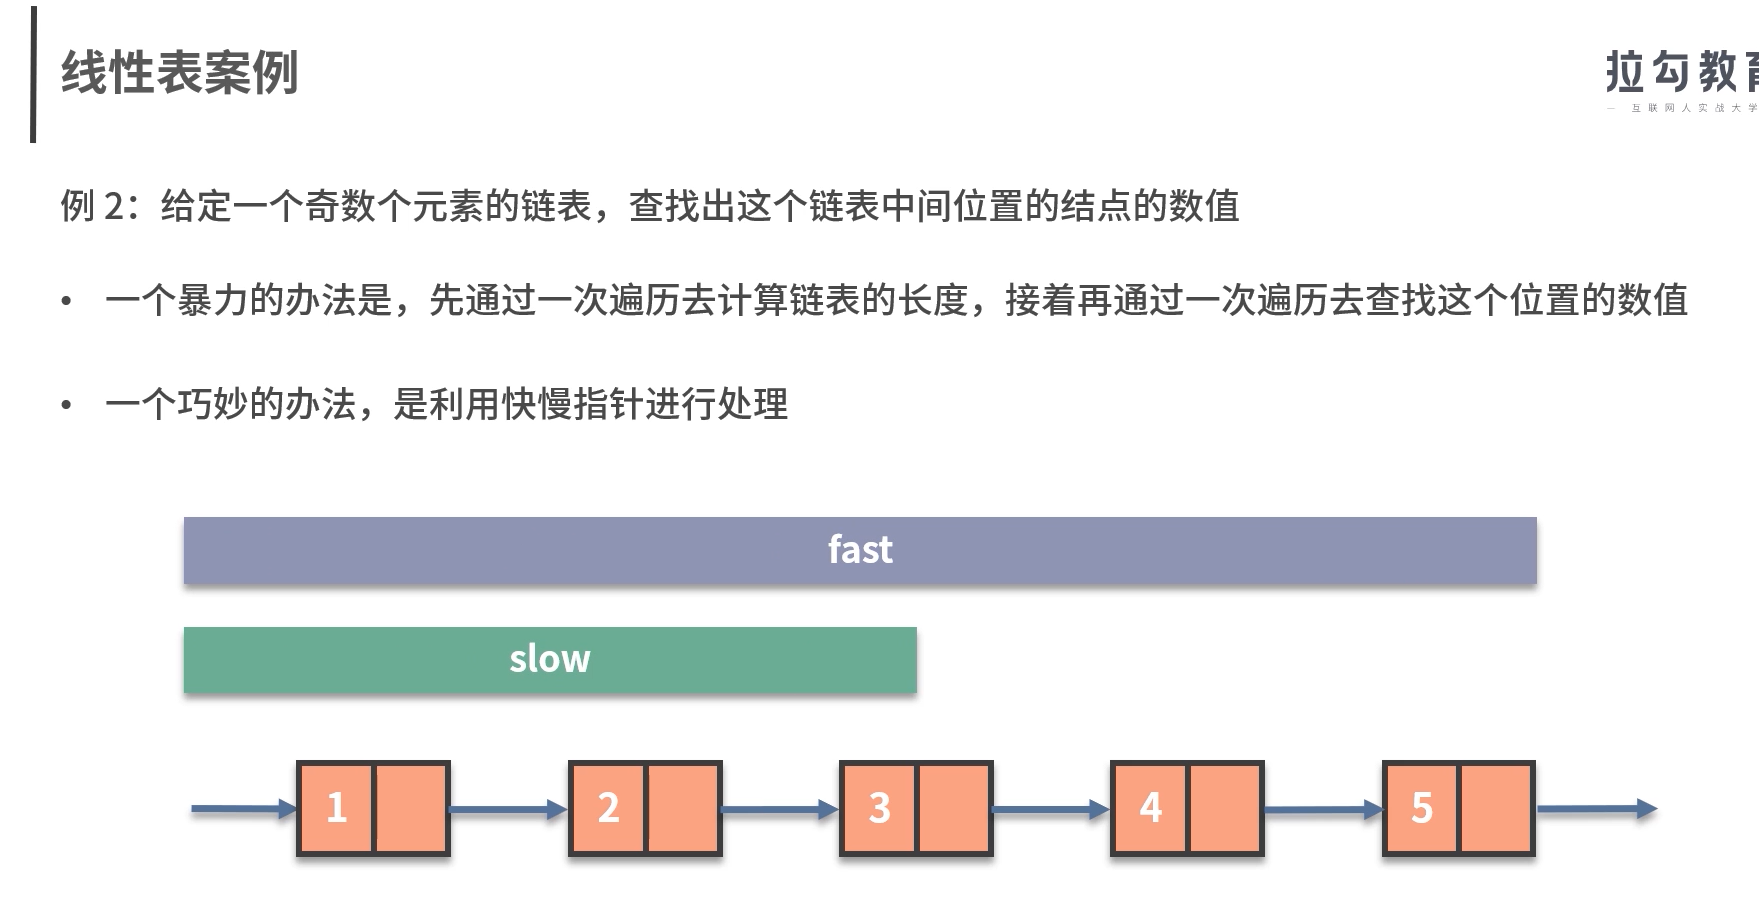 线性表案例
拉勾教育
— 互联网人实战大学
例 2：给定一个奇数个元素的链表，查找出这个链表中间位置的结点的数值
• 一个暴力的办法是，先通过一次遍历去计算链表的长度，接着再通过一次遍历去查找这个位置的数值
• 一个巧妙的办法，是利用快慢指针进行处理
fast
slow
1 2 3 4 5